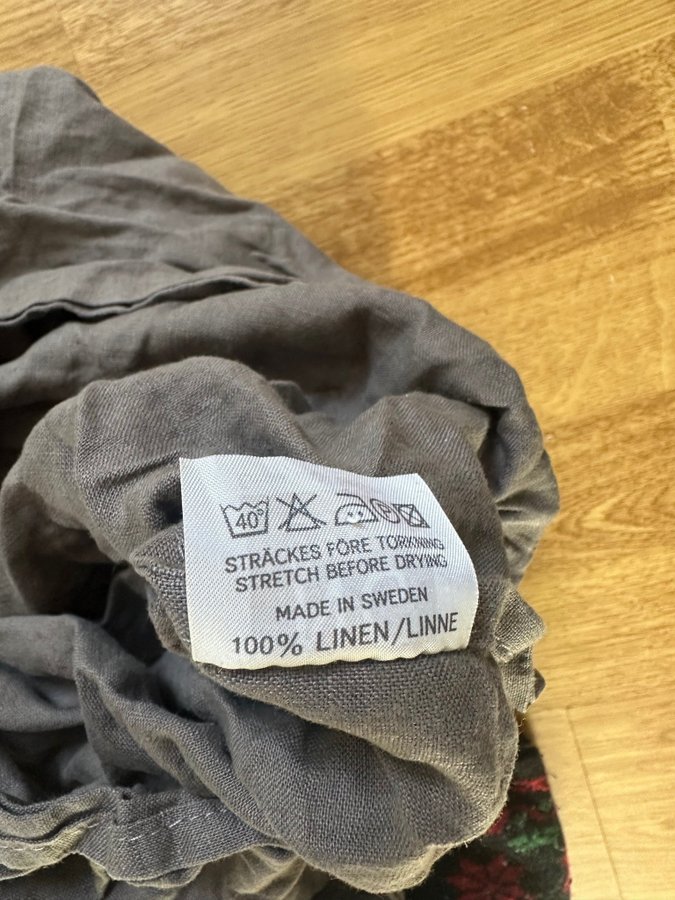 40°
P
STRÄCKES FÖRE TORKNING
STRETCH BEFORE DRYING
MADE IN SWEDEN
100% LINEN/LINNE